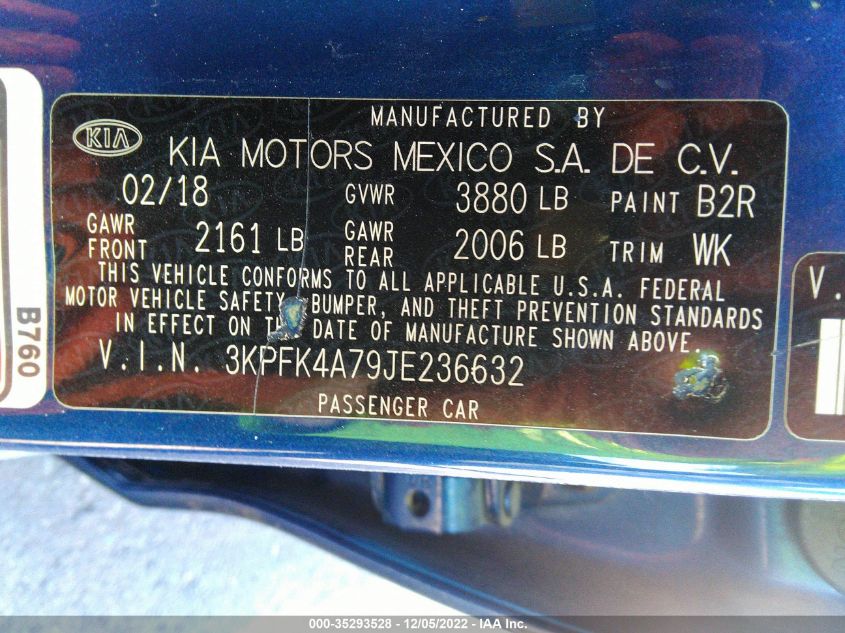 MANUFACTURED BY
KIA KIA MOTORS MEXICO S.A. DE C.V.
02/18 GVWR 3880 LB PAINT B2R
GAWR FRONT 2161 LB GAWR REAR 2006 LB TRIM WK
THIS VEHICLE CONFORMS TO ALL APPLICABLE U.S.A. FEDERAL
MOTOR VEHICLE SAFETY, BUMPER, AND THEFT PREVENTION STANDARDS
IN EFFECT ON THE DATE OF MANUFACTURE SHOWN ABOVE.
V.I.N. 3KPFK4A79JE236632
PASSENGER CAR
B760
V.
000-35293528 - 12/05/2022 - IAA Inc.